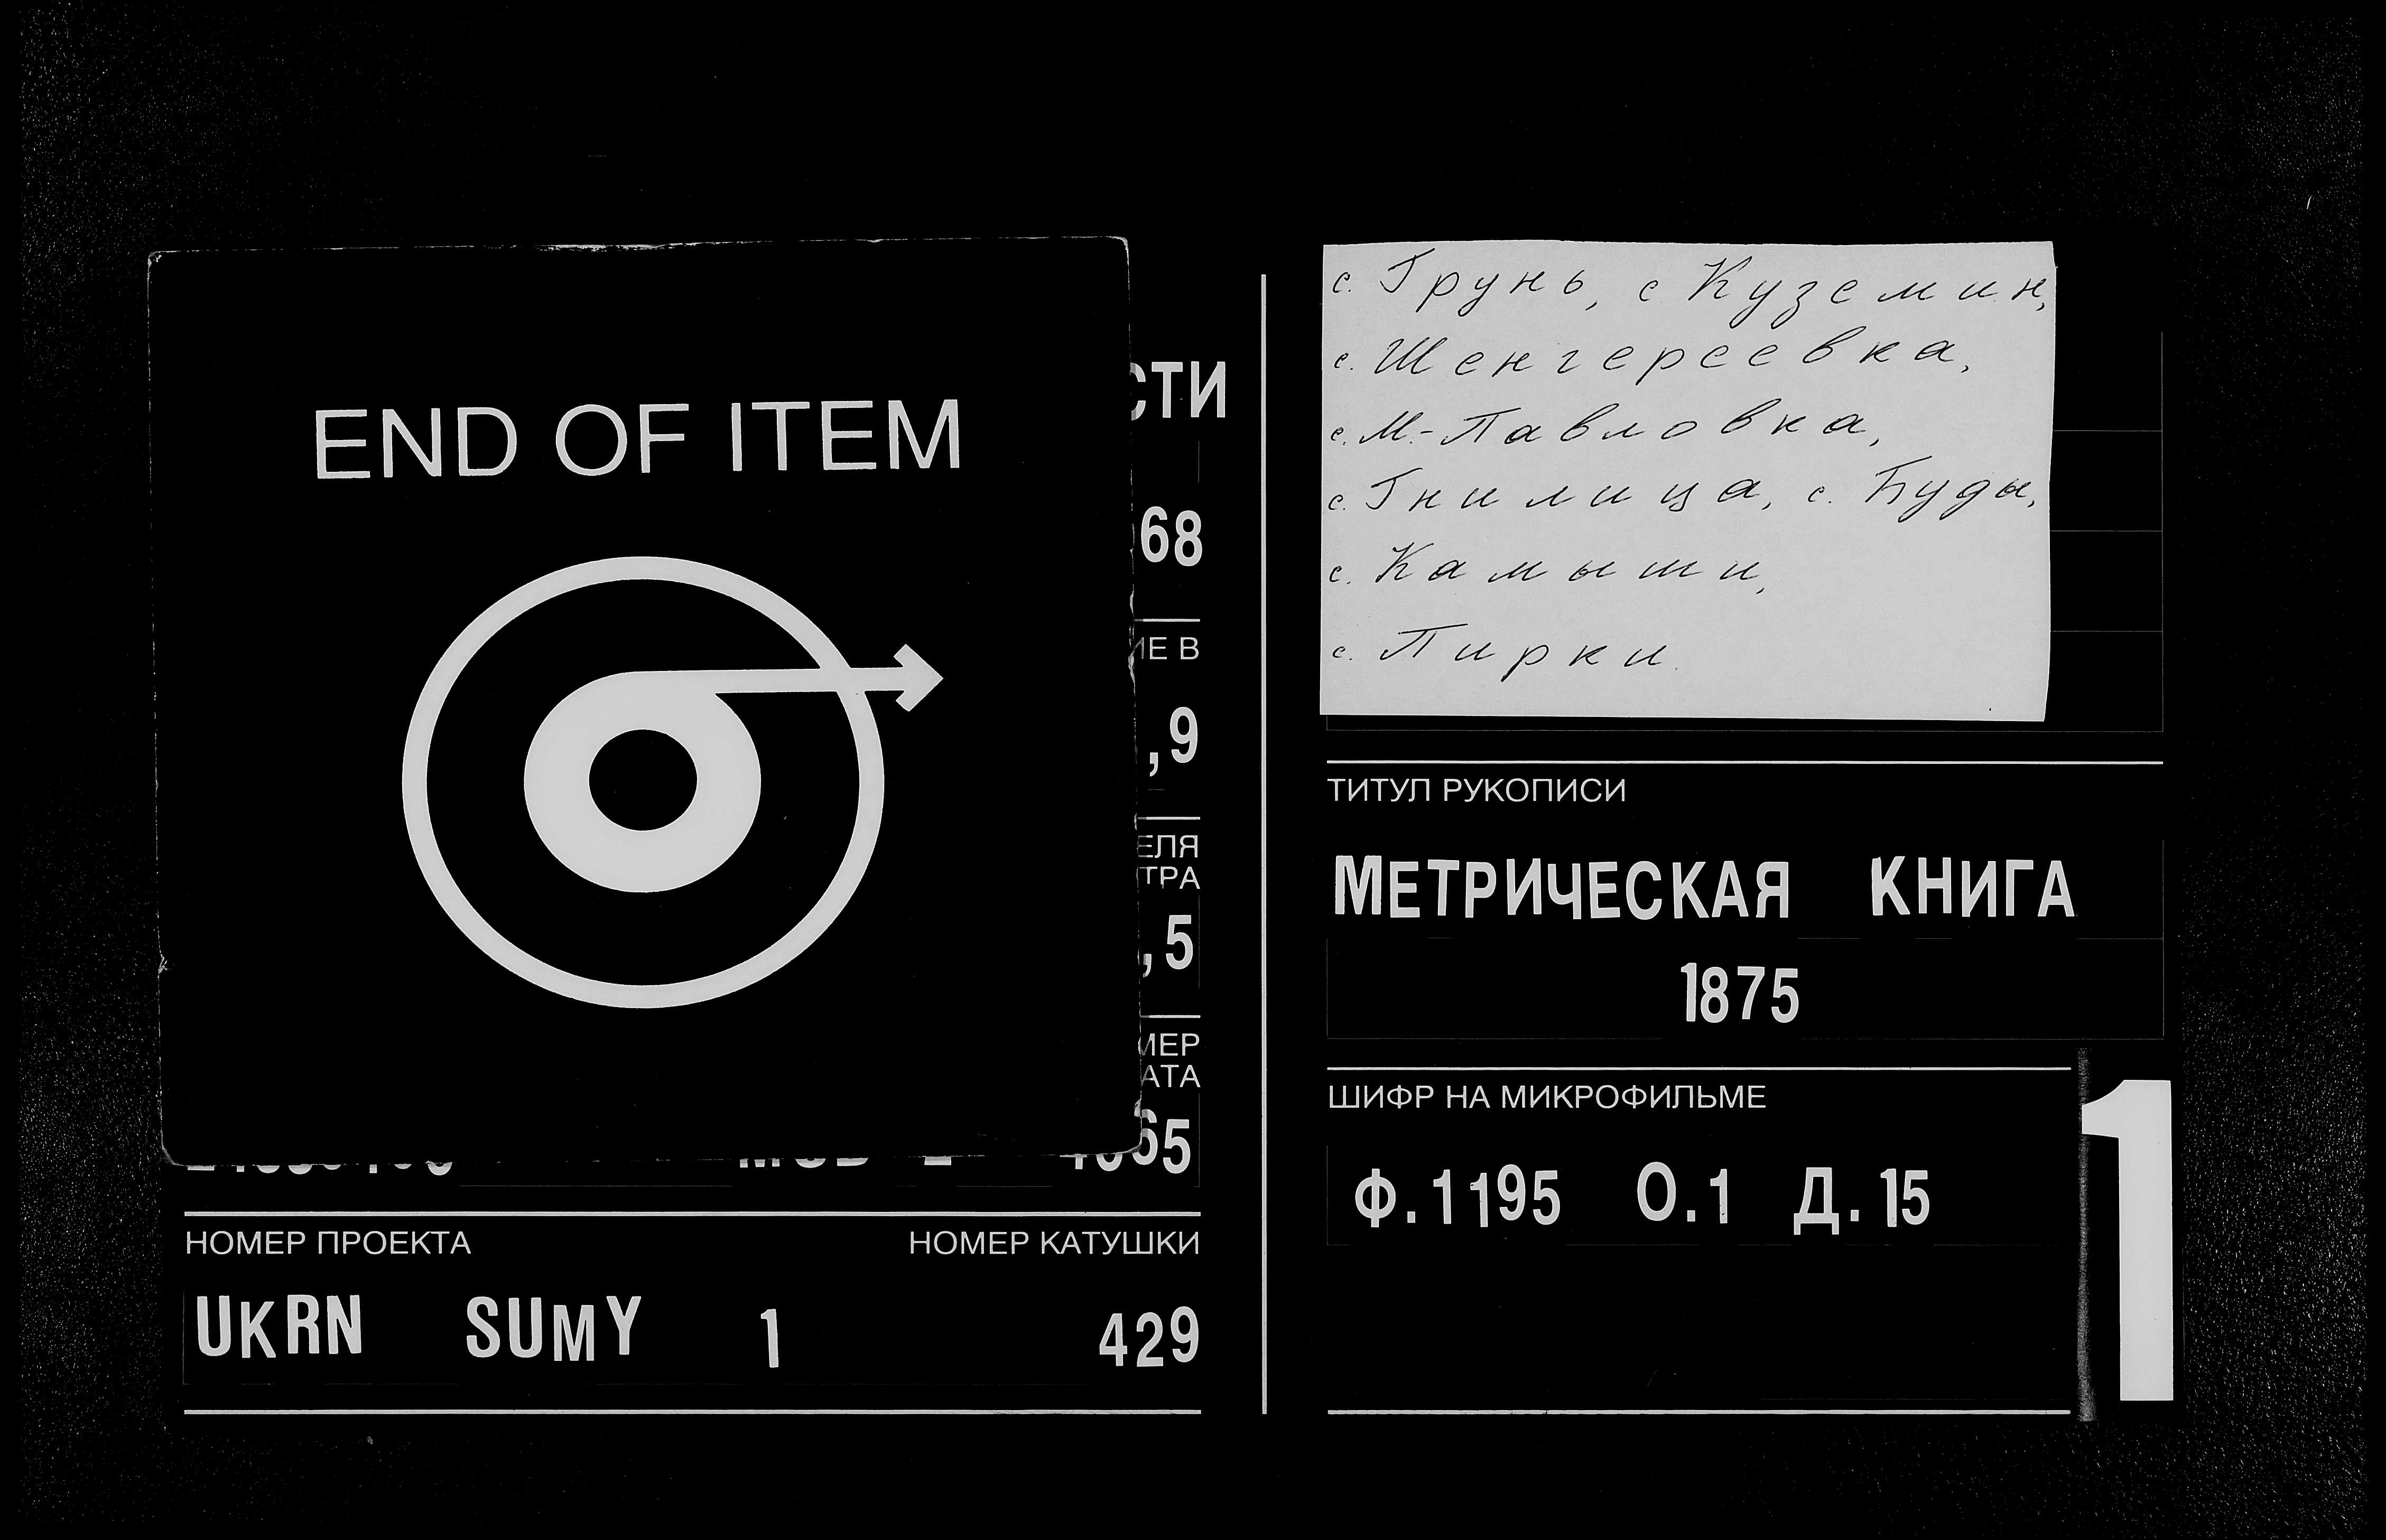 END OF ITEM
68
,9
,5
65
НОМЕР ПРОЕКТА НОМЕР КАТУШКИ
UKRN SUMY 1 429
с. Грунь, с Куземин,
с. Шенгереевка,
с. М.-Павловка,
с. Гнилица, с. Буды,
с. Камыши,
с. Пирки.
ТИТУЛ РУКОПИСИ
МЕТРИЧЕСКАЯ КНИГА
1875
ШИФР НА МИКРОФИЛЬМЕ
Ф.1195 О.1 Д.15
1